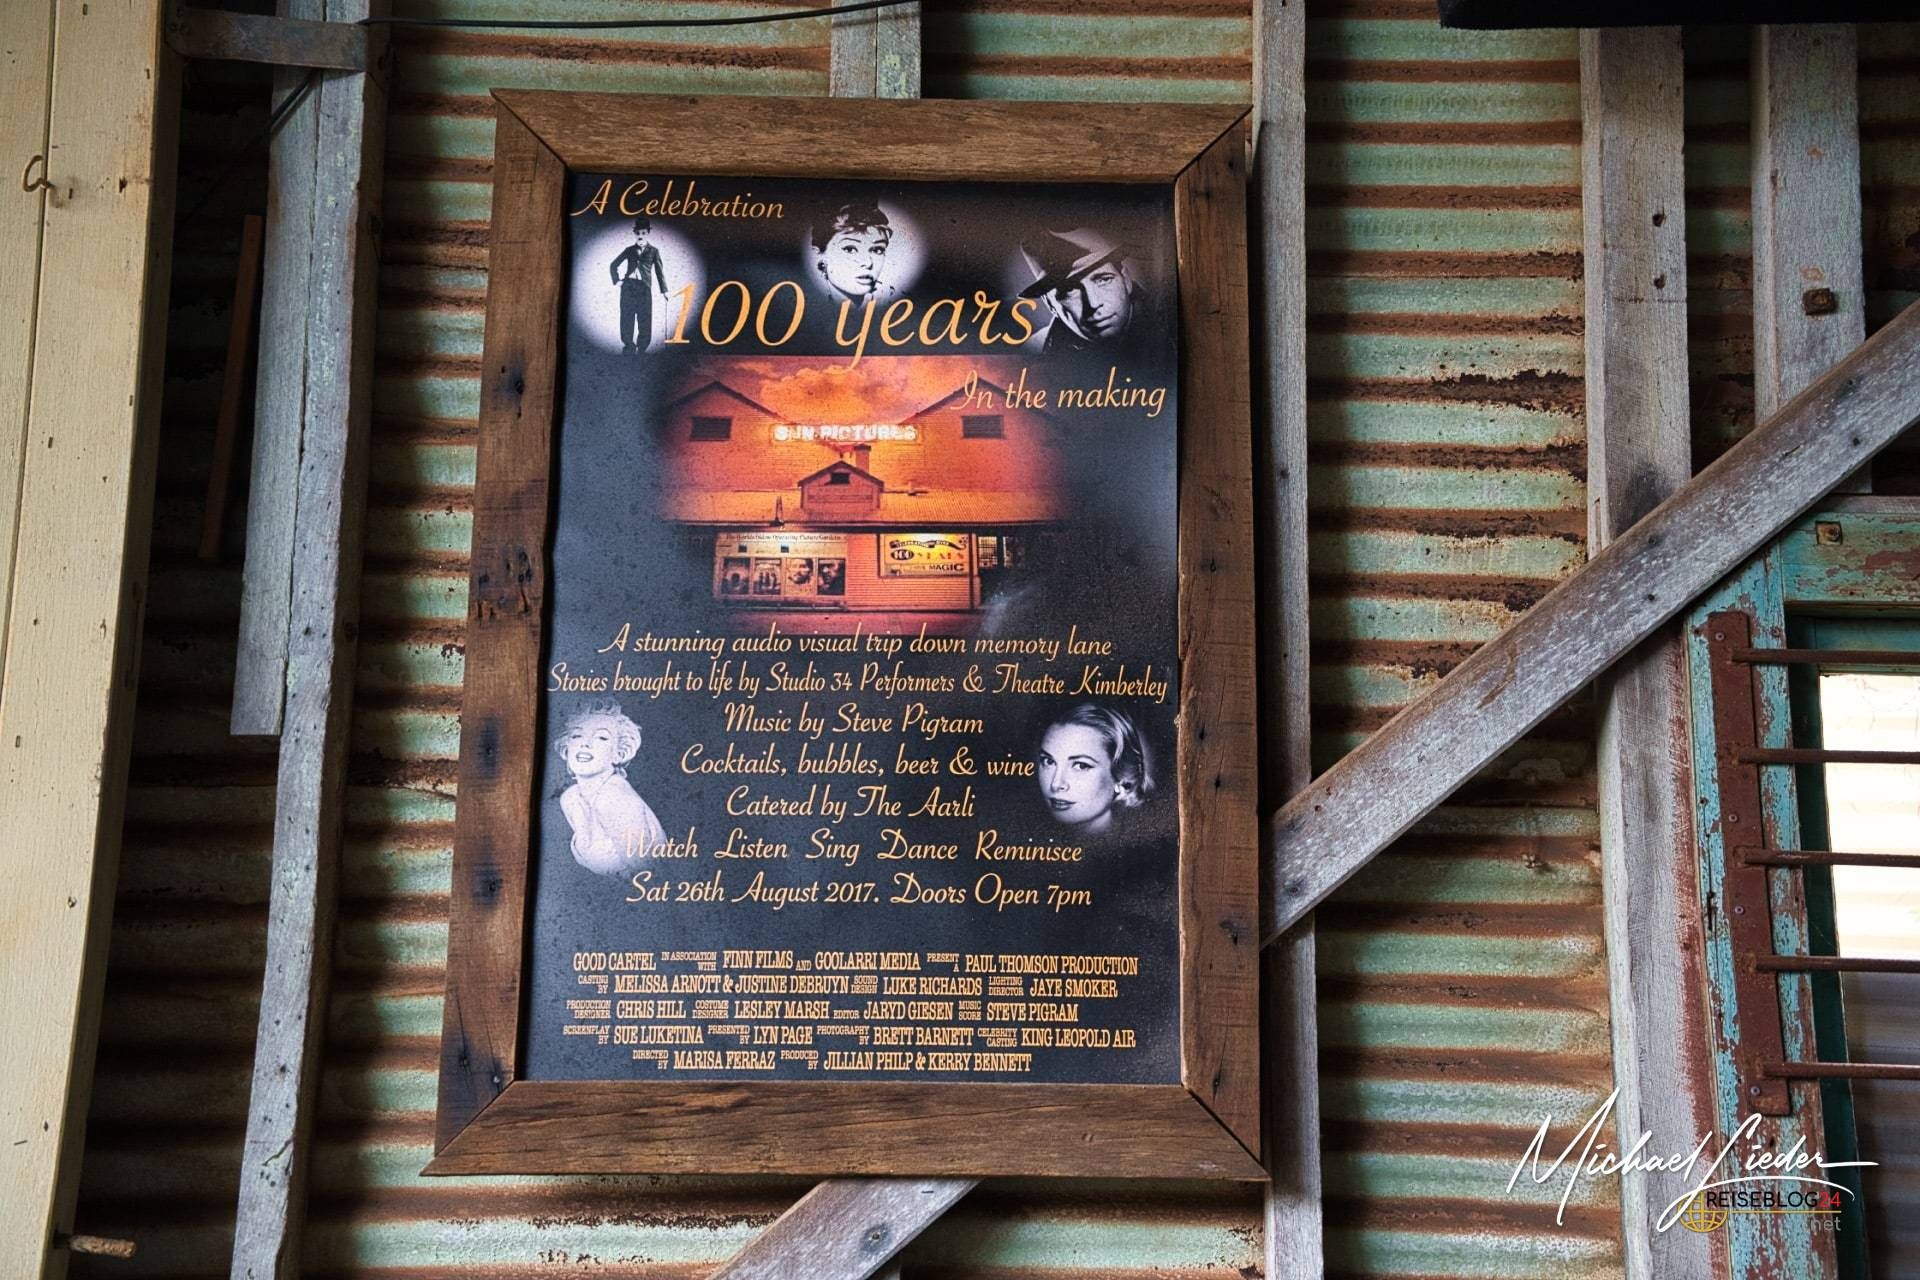 A Celebration
100 years
In the making
SUN PICTURES
100 YEARS
MAGIC
A stunning audio visual trip down memory lane
Stories brought to life by Studio 34 Performers & Theatre Kimberley
Music by Steve Pigram
Cocktails, bubbles, beer & wine
Catered by The Aarli
Watch Listen Sing Dance Reminisce
Sat 26th August 2017. Doors Open 7pm
GOOD CARTEL IN ASSOCIATION WITH FINN FILMS AND GOOLARRI MEDIA PRESENT A PAUL THOMSON PRODUCTION
CASTING BY MELISSA ARNOTT & JUSTINE DEBRUYN SOUND DESIGN LUKE RICHARDS LIGHTING DIRECTOR JAYE SMOKER
PRODUCTION DESIGNER CHRIS HILL COSTUME DESIGNER LESLEY MARSH EDITOR JARYD GIESEN MUSIC SCORE STEVE PIGRAM
SCREENPLAY BY SUE LUKETINA PRESENTED BY LYN PAGE PHOTOGRAPHY BY BRETT BARNETT CELEBRITY CASTING KING LEOPOLD AIR
DIRECTED BY MARISA FERRAZ PRODUCED BY JILLIAN PHILP & KERRY BENNETT
Michael Lieder
REISEBLOG24
.net